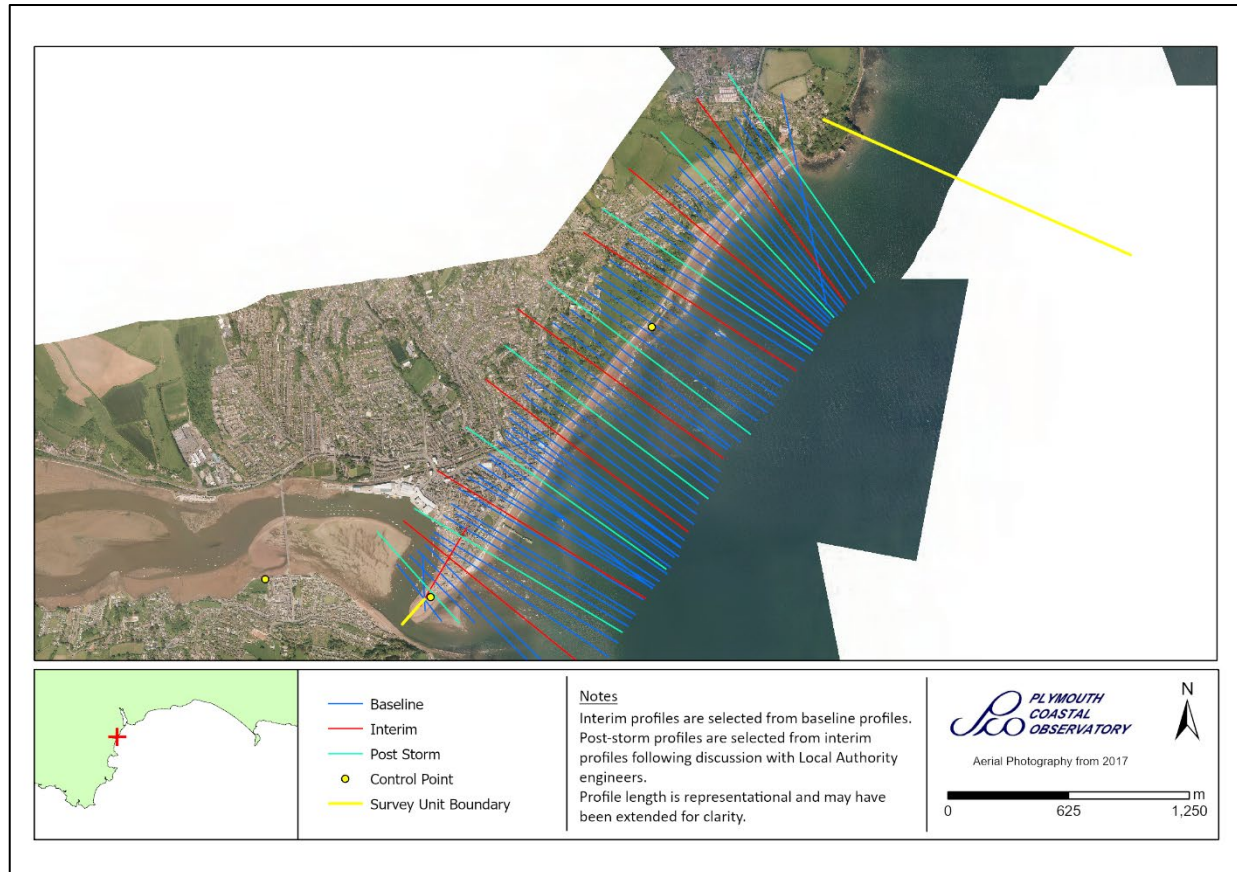 Baseline
Interim
Post Storm
Control Point
Survey Unit Boundary
Notes
Interim profiles are selected from baseline profiles.
Post-storm profiles are selected from interim
profiles following discussion with Local Authority
engineers.
Profile length is representational and may have
been extended for clarity.
PLYMOUTH
COASTAL
OBSERVATORY
N
Aerial Photography from 2017
m
0 625 1,250